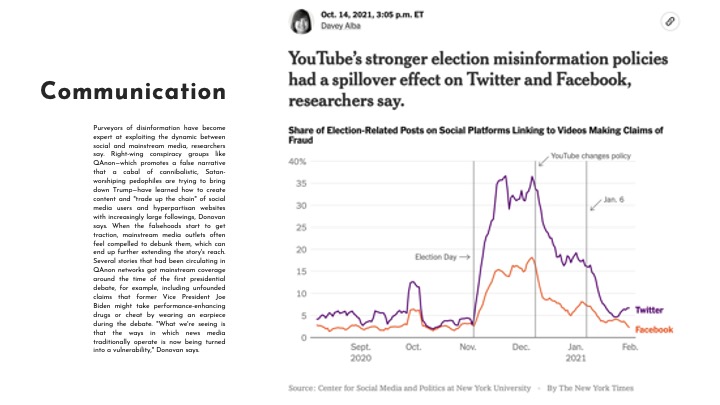 Communication
Purveyors of disinformation have become
expert at exploiting the dynamic between
social and mainstream media, researchers
say. Right-wing conspiracy groups like
QAnon—which promotes a false narrative
that a cabal of cannibalistic, Satan-
worshiping pedophiles are trying to bring
down Trump—have learned how to create
content and "trade up the chain" of social
media users and hyperpartisan websites
with increasingly large followings, Donovan
says. When the falsehoods start to get
traction, mainstream media outlets often
feel compelled to debunk them, which can
end up further extending the story's reach.
Several stories that had been circulating in
QAnon networks got mainstream coverage
around the time of the first presidential
debate, for example, including unfounded
claims that former Vice President Joe
Biden might take performance-enhancing
drugs or cheat by wearing an earpiece
during the debate. "What we're seeing is
that the ways in which news media
traditionally operate is now being turned
into a vulnerability," Donovan says.
Oct. 14, 2021, 3:05 p.m. ET
Davey Alba
YouTube's stronger election misinformation policies
had a spillover effect on Twitter and Facebook,
researchers say.
Share of Election-Related Posts on Social Platforms Linking to Videos Making Claims of
Fraud
40%
35
30
25
20
15
10
5
0
YouTube changes policy
Jan. 6
Election Day
Twitter
Facebook
Sept. Oct. Nov. Dec. Jan. Feb.
2020 2021
Source: Center for Social Media and Politics at New York University • By The New York Times